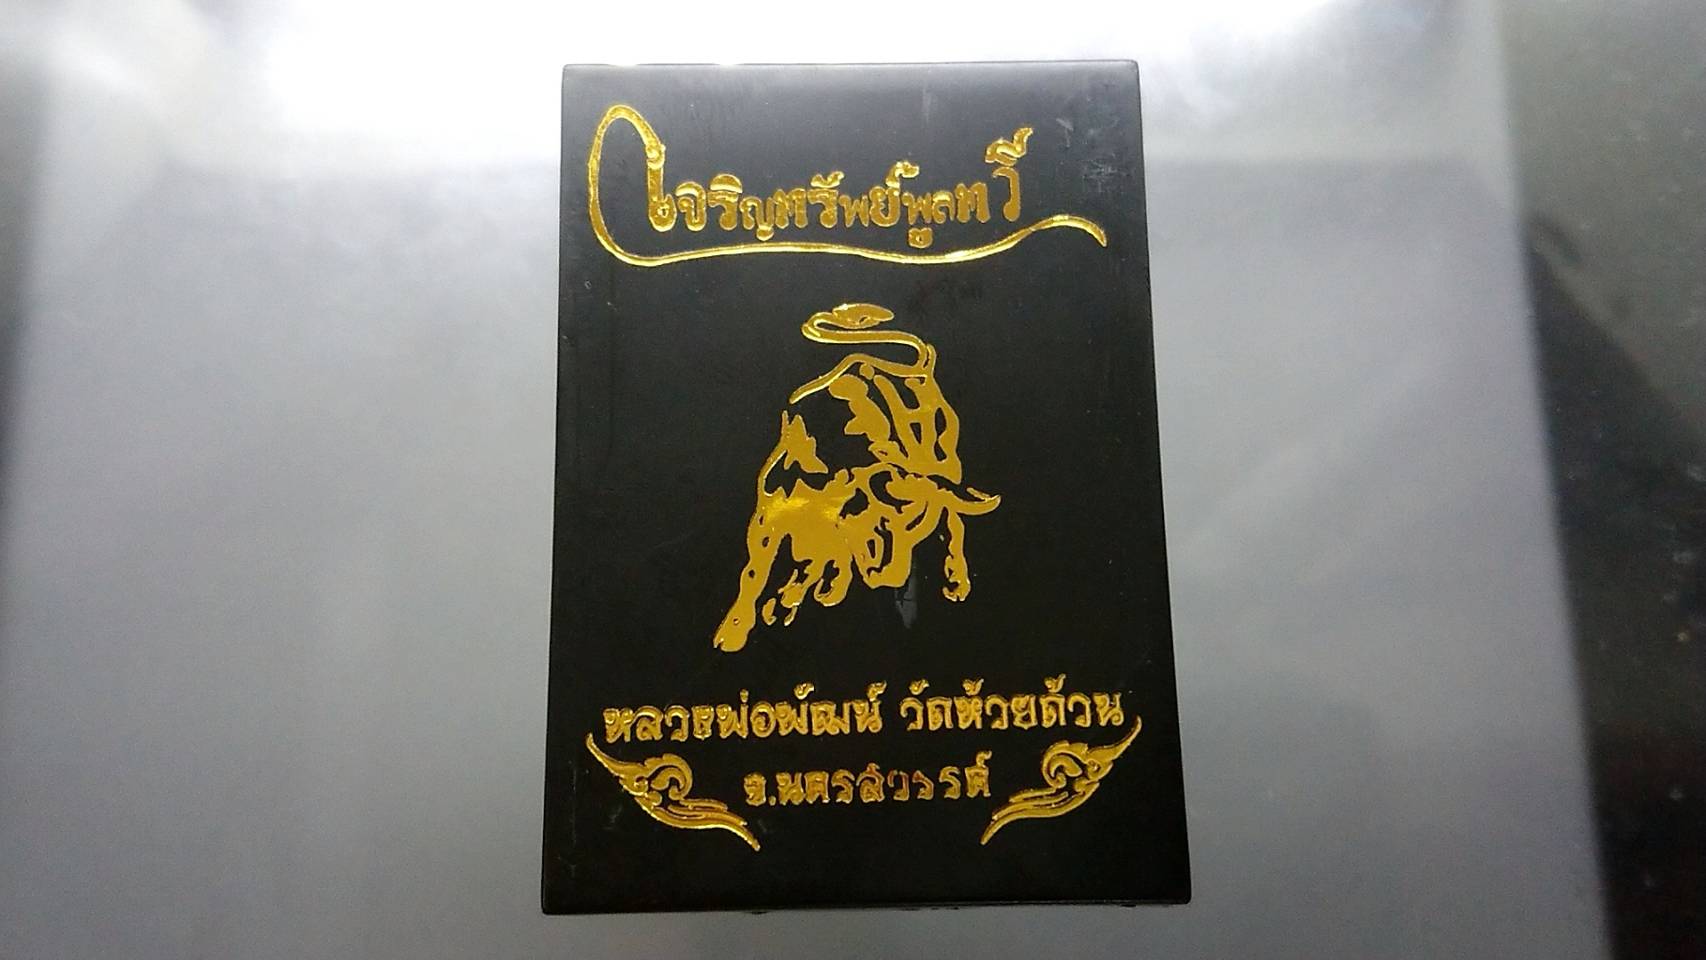 เจริญทรัพย์พูลทวี
หลวงพ่อพัฒน์ วัดห้วยด้วน
จ.นครสวรรค์